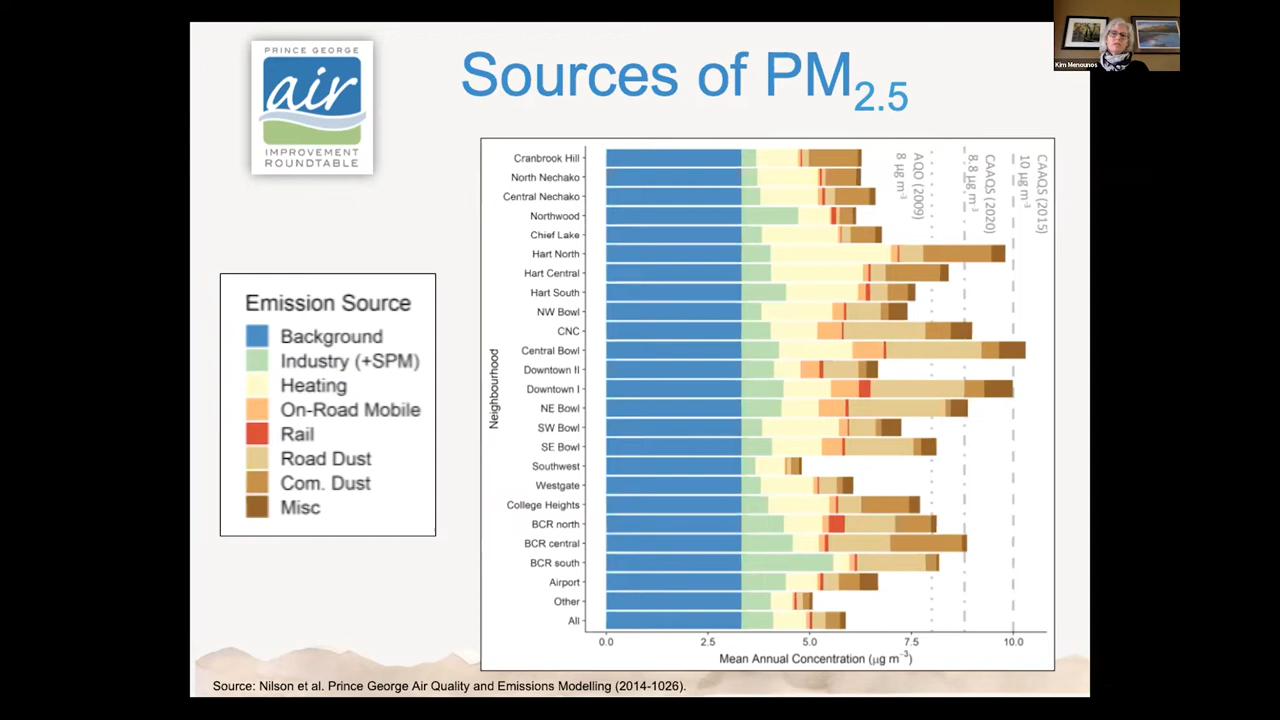 PRINCE GEORGE
air
IMPROVEMENT
ROUNDTABLE
Sources of PM2.5
Kim Menounos
Emission Source
Background
Industry (+SPM)
Heating
On-Road Mobile
Rail
Road Dust
Com. Dust
Misc
Neighbourhood
Cranbrook Hill
North Nechako
Central Nechako
Northwood
Chief Lake
Hart North
Hart Central
Hart South
NW Bowl
CNC
Central Bowl
Downtown II
Downtown I
NE Bowl
SW Bowl
SE Bowl
Southwest
Westgate
College Heights
BCR north
BCR central
BCR south
Airport
Other
All
AQO (2009)
8 µg m-3
CAAQS (2020)
8.8 µg m-3
CAAQS (2015)
10 µg m-3
0.0 2.5 5.0 7.5 10.0
Mean Annual Concentration (µg m-3)
Source: Nilson et al. Prince George Air Quality and Emissions Modelling (2014-1026).